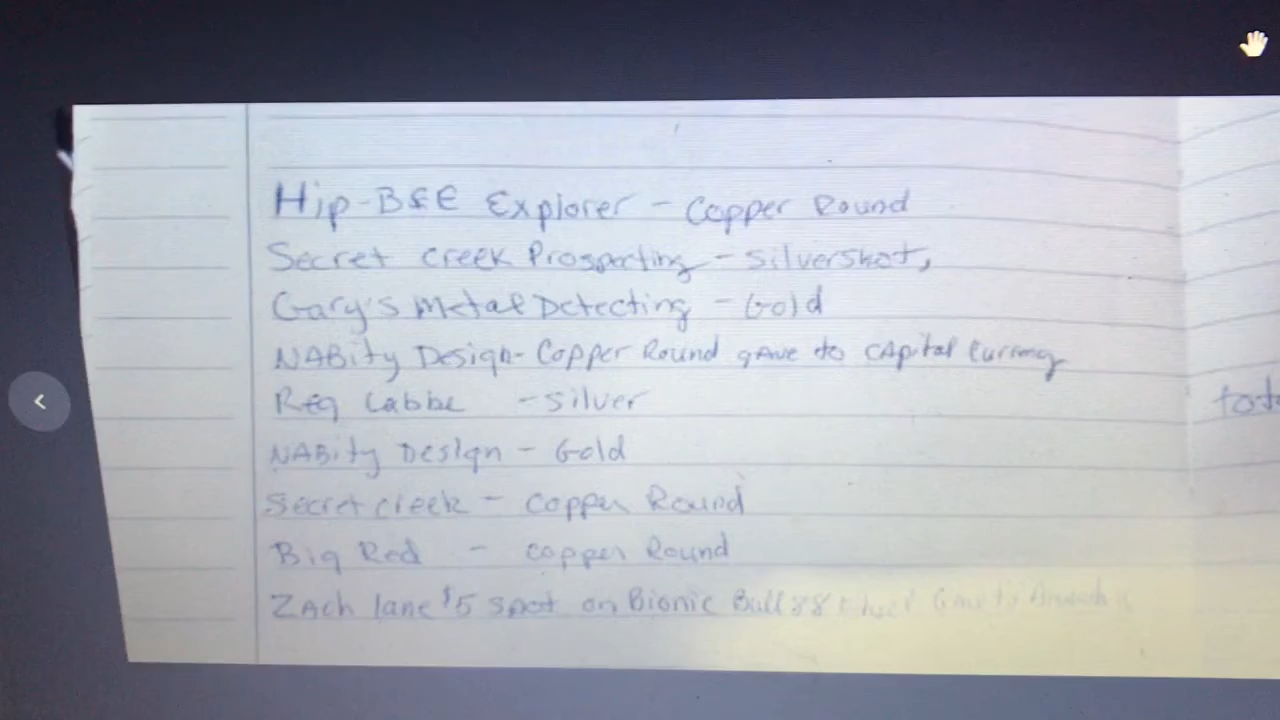 Hip-B&E Explorer - Copper Round
Secret Creek Prospecting - Silvershot,
Gary's Metal Detecting - Gold
NABity Design - Copper Round gave to CApital Currency
Reg Labbe - Silver
NABity Design - Gold
Secret creek - Copper Round
Big Red - Copper Round
ZAch lane $5 spot on Bionic Bull 88